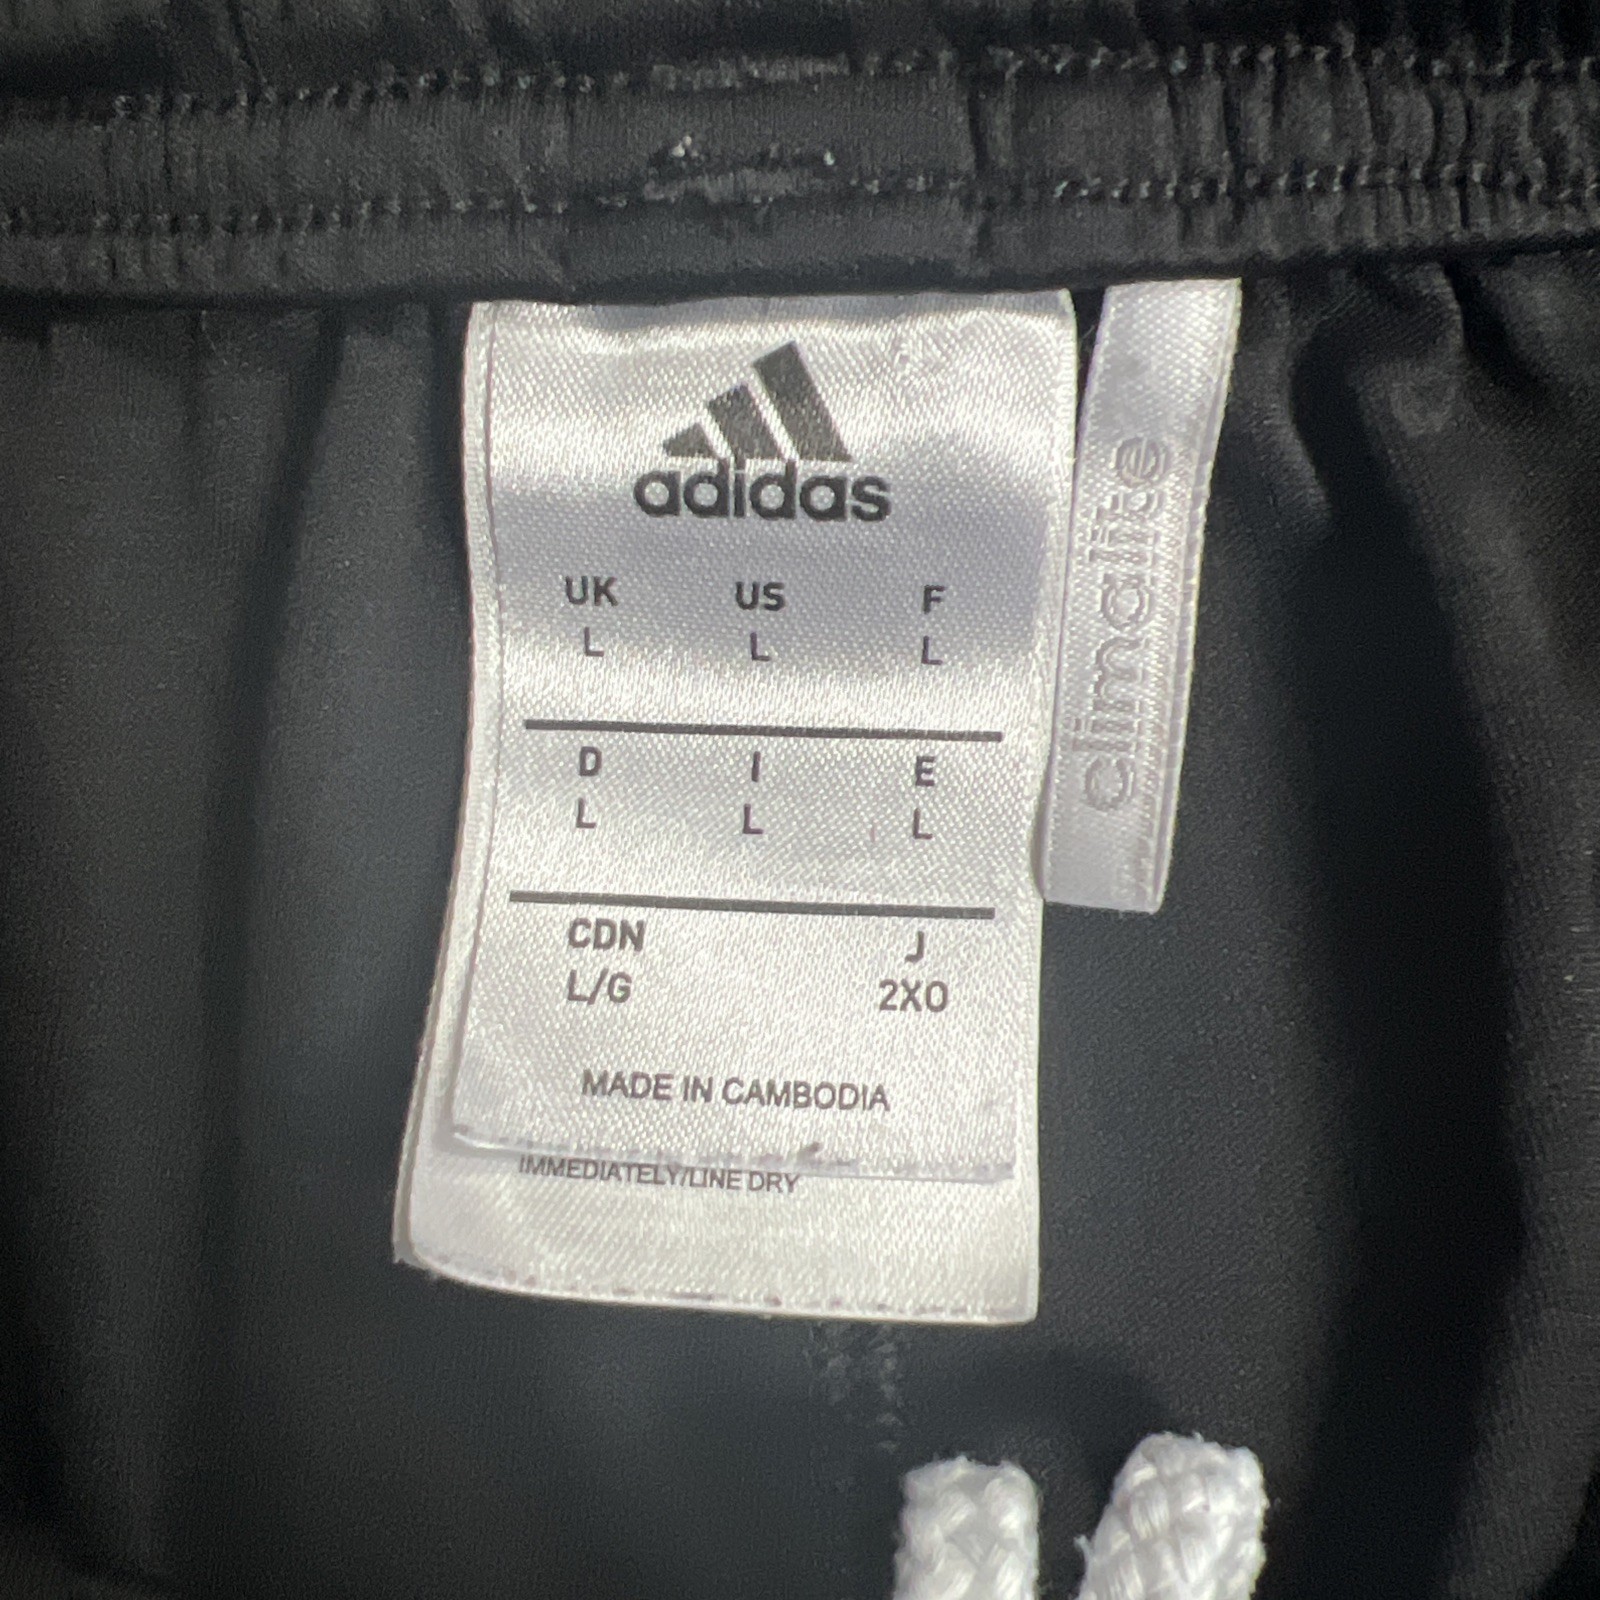 adidas
UK US F
L L L
D I E
L L L
CDN J
L/G 2XO
MADE IN CAMBODIA
IMMEDIATELY/LINE DRY
climalite